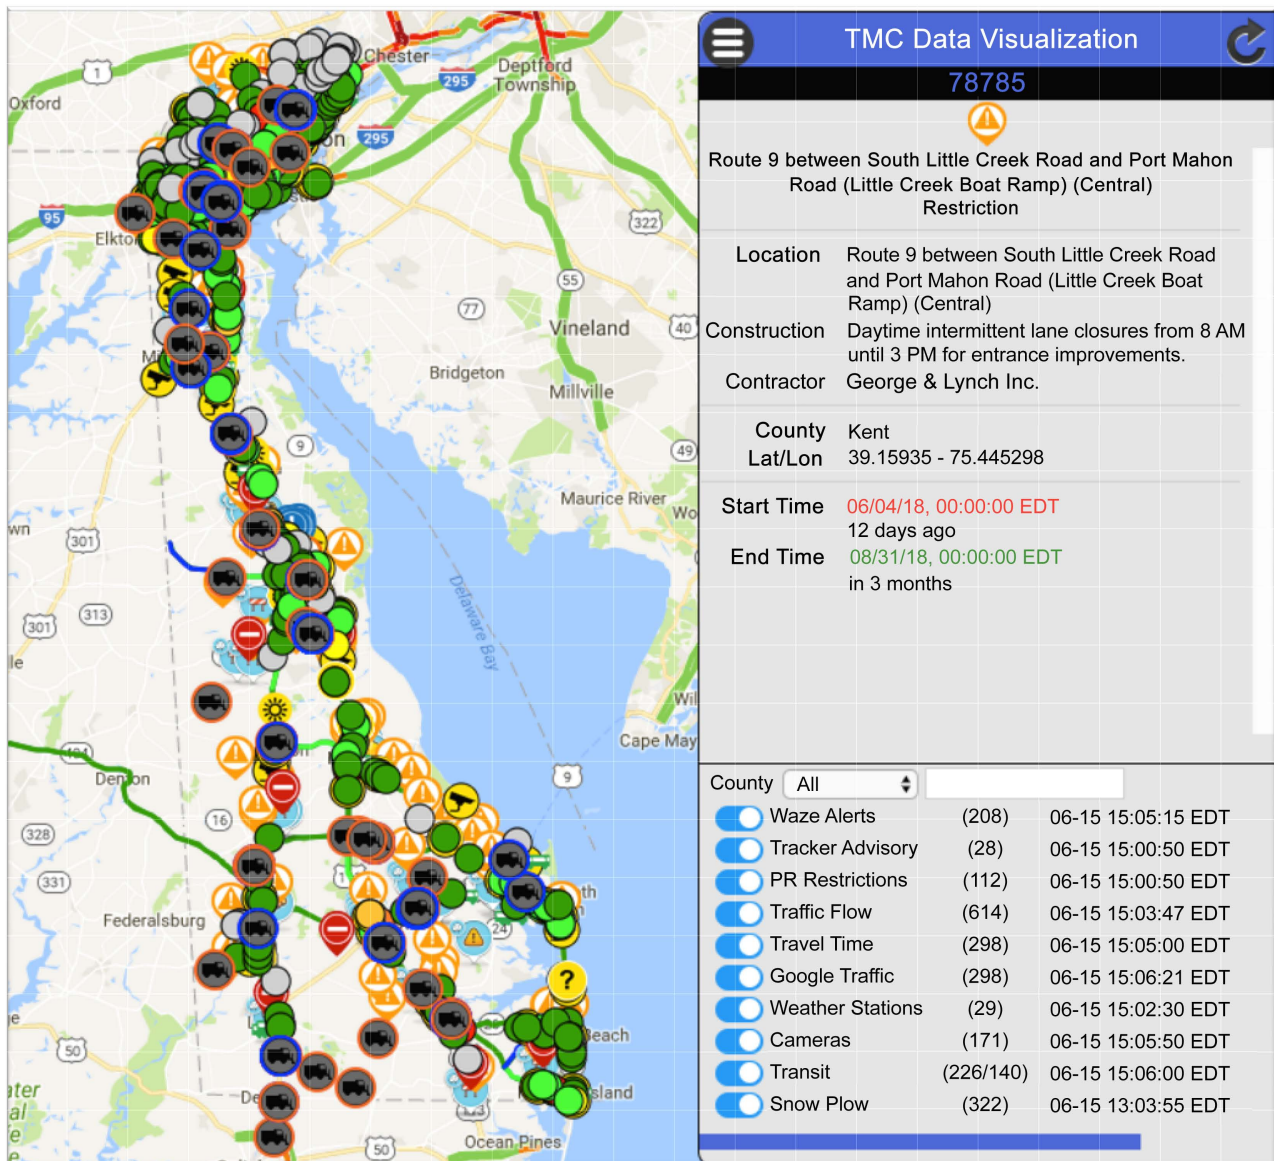 TMC Data Visualization
78785
Route 9 between South Little Creek Road and Port Mahon
Road (Little Creek Boat Ramp) (Central)
Restriction
Location Route 9 between South Little Creek Road
and Port Mahon Road (Little Creek Boat
Ramp) (Central)
Construction Daytime intermittent lane closures from 8 AM
until 3 PM for entrance improvements.
Contractor George & Lynch Inc.
County Kent
Lat/Lon 39.15935 - 75.445298
Start Time 06/04/18, 00:00:00 EDT
12 days ago
End Time 08/31/18, 00:00:00 EDT
in 3 months
County All
Waze Alerts (208) 06-15 15:05:15 EDT
Tracker Advisory (28) 06-15 15:00:50 EDT
PR Restrictions (112) 06-15 15:00:50 EDT
Traffic Flow (614) 06-15 15:03:47 EDT
Travel Time (298) 06-15 15:05:00 EDT
Google Traffic (298) 06-15 15:06:21 EDT
Weather Stations (29) 06-15 15:02:30 EDT
Cameras (171) 06-15 15:05:50 EDT
Transit (226/140) 06-15 15:06:00 EDT
Snow Plow (322) 06-15 13:03:55 EDT
Chester
1
295
Deptford
Township
Oxford
295
95
322
Elkton
55
77
Vineland
40
Bridgeton
Millville
9
49
Maurice River
301
313
301
Delaware Bay
Cape May
404
Denton
9
16
328
331
Federalsburg
24
?
50
50
Ocean Pines